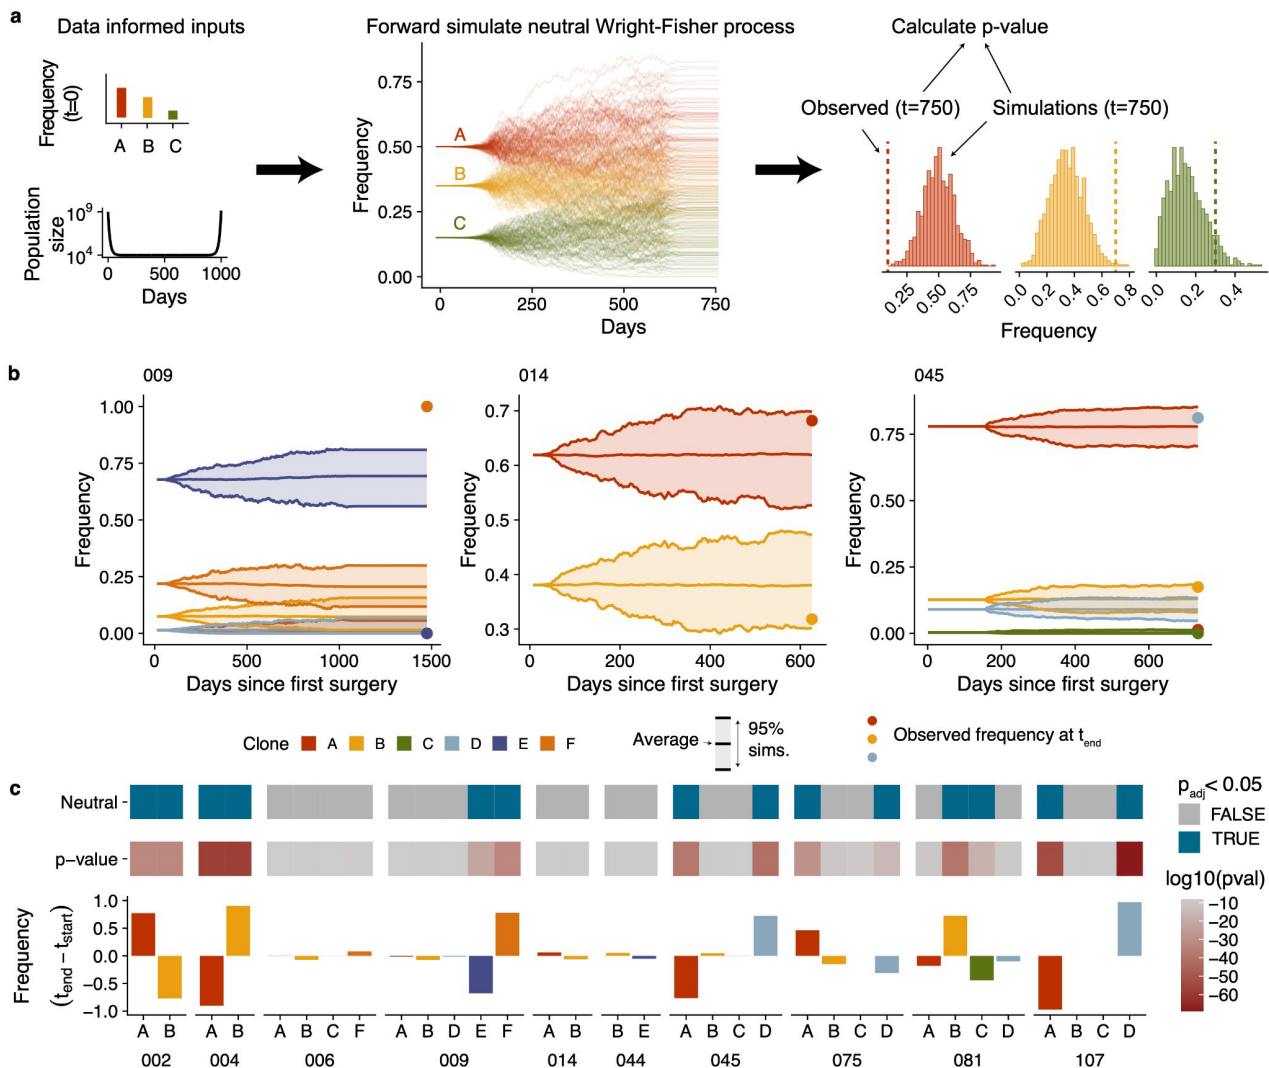 a
Data informed inputs
Forward simulate neutral Wright-Fisher process
Calculate p-value
Frequency
(t=0)
A B C
Population
size
10^9
10^4
0 500 1000
Days
Frequency
0.75
0.50
0.25
0.00
A
B
C
0 250 500 750
Days
Observed (t=750)
Simulations (t=750)
0.25 0.50 0.75
0.0 0.2 0.4 0.6 0.8
0.0 0.2 0.4
Frequency
b
009
Frequency
1.00
0.75
0.50
0.25
0.00
0 500 1000 1500
Days since first surgery
014
Frequency
0.7
0.6
0.5
0.4
0.3
0 200 400 600
Days since first surgery
045
Frequency
0.75
0.50
0.25
0.00
0 200 400 600
Days since first surgery
Clone A B C D E F
Average
95%
sims.
Observed frequency at t_end
c
Neutral
p-value
Frequency
(t_end − t_start)
1.0
0.5
0.0
−0.5
−1.0
A B A B A B C F A B D E F A B B E A B C D A B D A B C D A B C D
002 004 006 009 014 044 045 075 081 107
p_adj< 0.05
FALSE
TRUE
log10(pval)
−10
−20
−30
−40
−50
−60